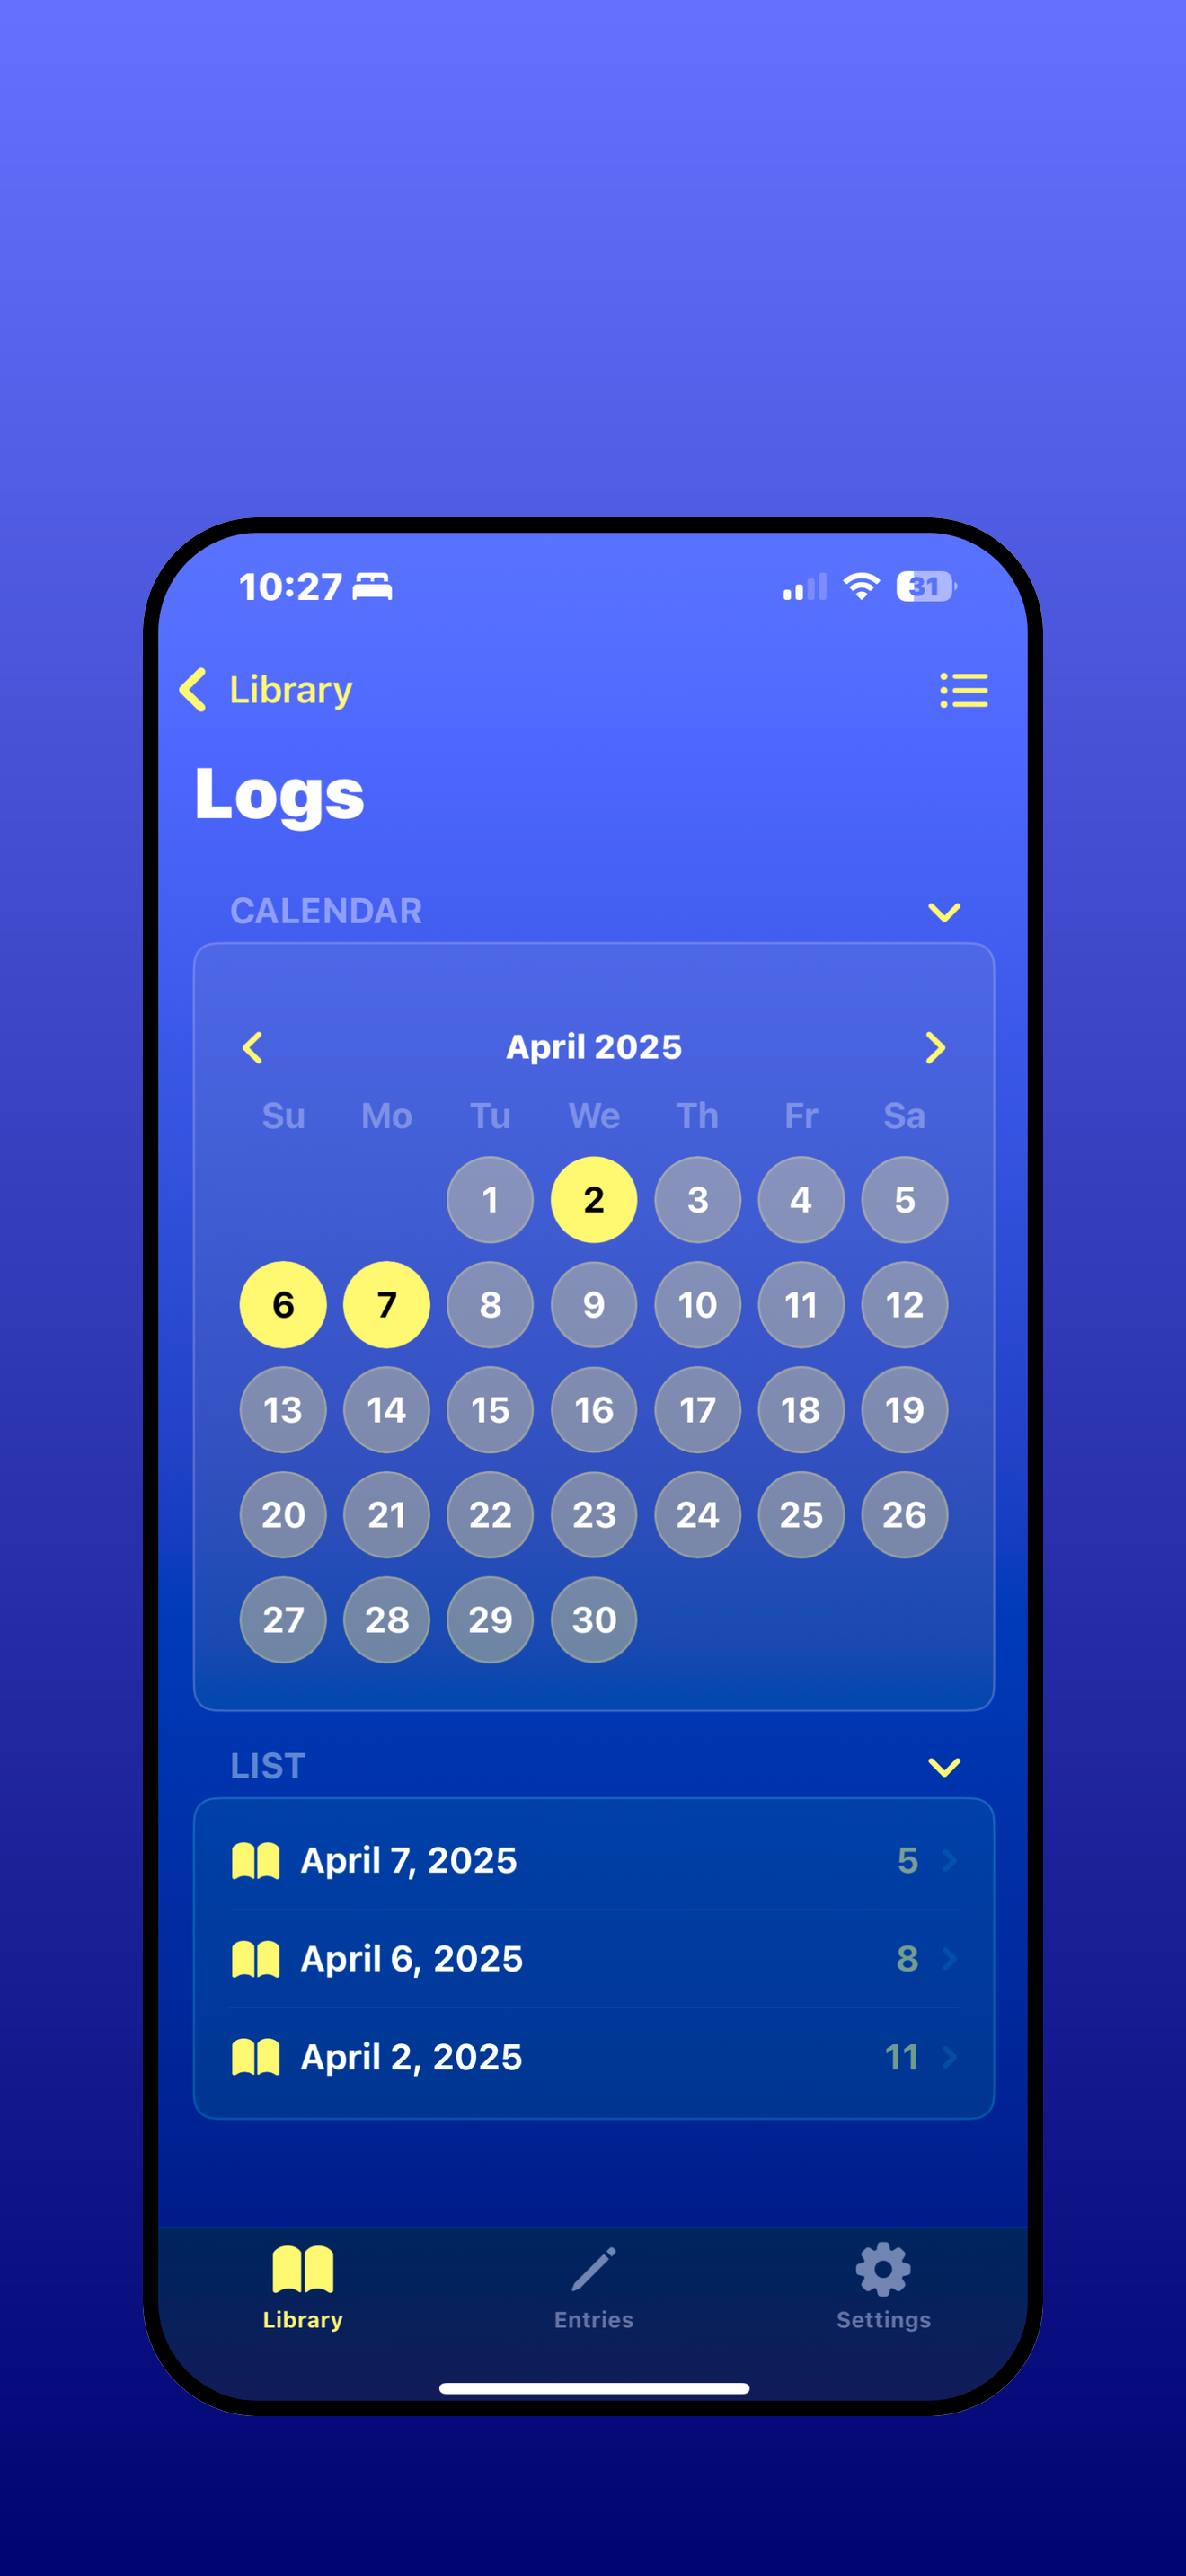 10:27
31
Library
Logs
CALENDAR
April 2025
Su Mo Tu We Th Fr Sa
1 2 3 4 5
6 7 8 9 10 11 12
13 14 15 16 17 18 19
20 21 22 23 24 25 26
27 28 29 30
LIST
April 7, 2025 5
April 6, 2025 8
April 2, 2025 11
Library Entries Settings